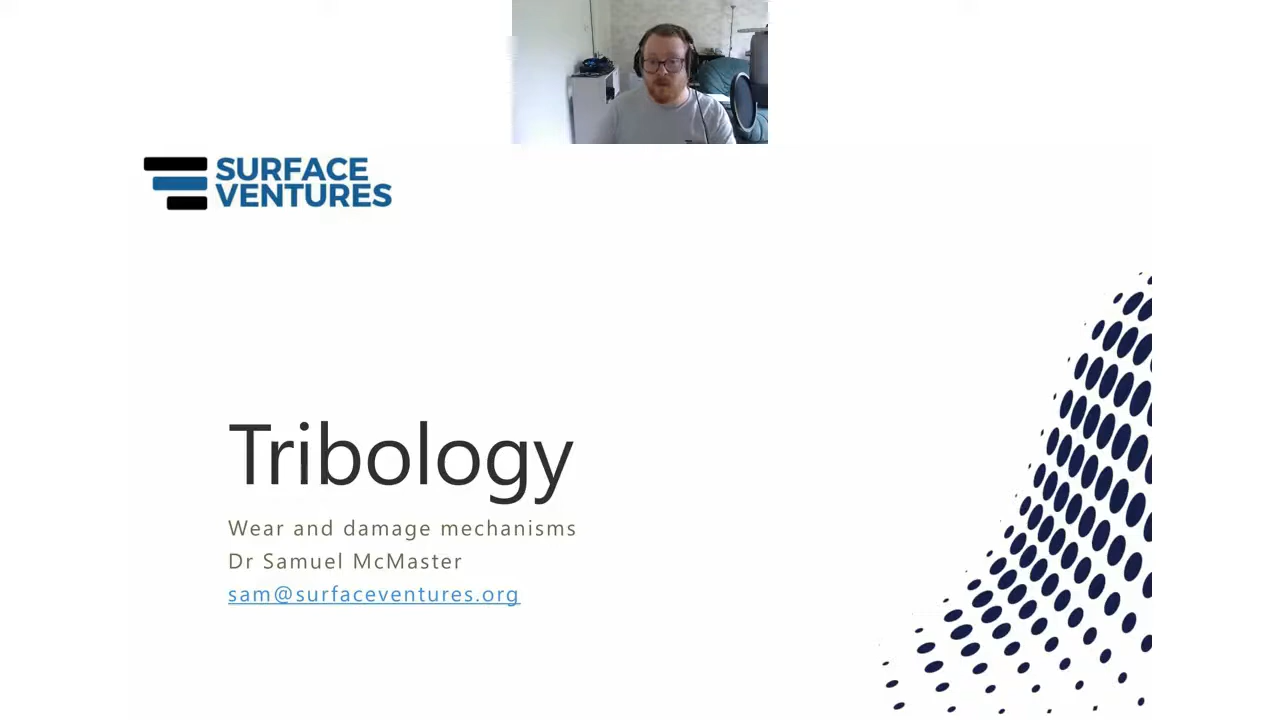 SURFACE
VENTURES
Tribology
Wear and damage mechanisms
Dr Samuel McMaster
sam@surfaceventures.org